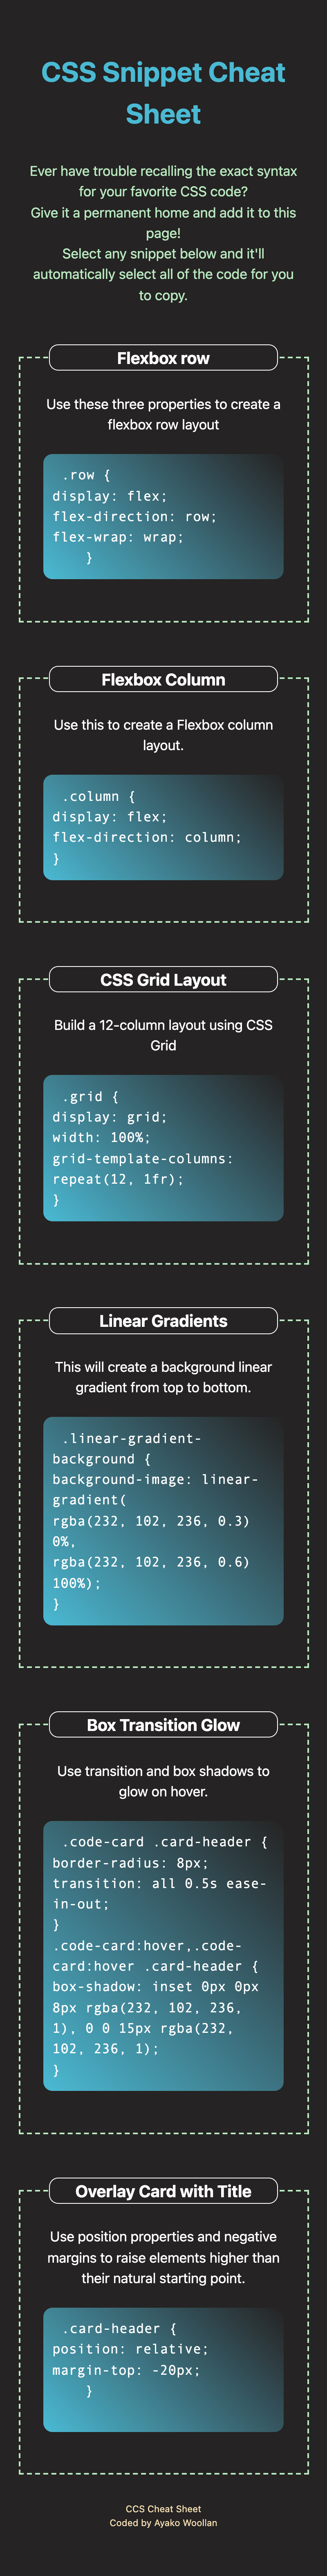 CSS Snippet Cheat
Sheet
Ever have trouble recalling the exact syntax
for your favorite CSS code?
Give it a permanent home and add it to this
page!
Select any snippet below and it'll
automatically select all of the code for you
to copy.
Flexbox row
Use these three properties to create a
flexbox row layout
.row {
display: flex;
flex-direction: row;
flex-wrap: wrap;
}
Flexbox Column
Use this to create a Flexbox column
layout.
.column {
display: flex;
flex-direction: column;
}
CSS Grid Layout
Build a 12-column layout using CSS
Grid
.grid {
display: grid;
width: 100%;
grid-template-columns:
repeat(12, 1fr);
}
Linear Gradients
This will create a background linear
gradient from top to bottom.
.linear-gradient-
background {
background-image: linear-
gradient(
rgba(232, 102, 236, 0.3)
0%,
rgba(232, 102, 236, 0.6)
100%);
}
Box Transition Glow
Use transition and box shadows to
glow on hover.
.code-card .card-header {
border-radius: 8px;
transition: all 0.5s ease-
in-out;
}
.code-card:hover,.code-
card:hover .card-header {
box-shadow: inset 0px 0px
8px rgba(232, 102, 236,
1), 0 0 15px rgba(232,
102, 236, 1);
}
Overlay Card with Title
Use position properties and negative
margins to raise elements higher than
their natural starting point.
.card-header {
position: relative;
margin-top: -20px;
}
CCS Cheat Sheet
Coded by Ayako Woollan